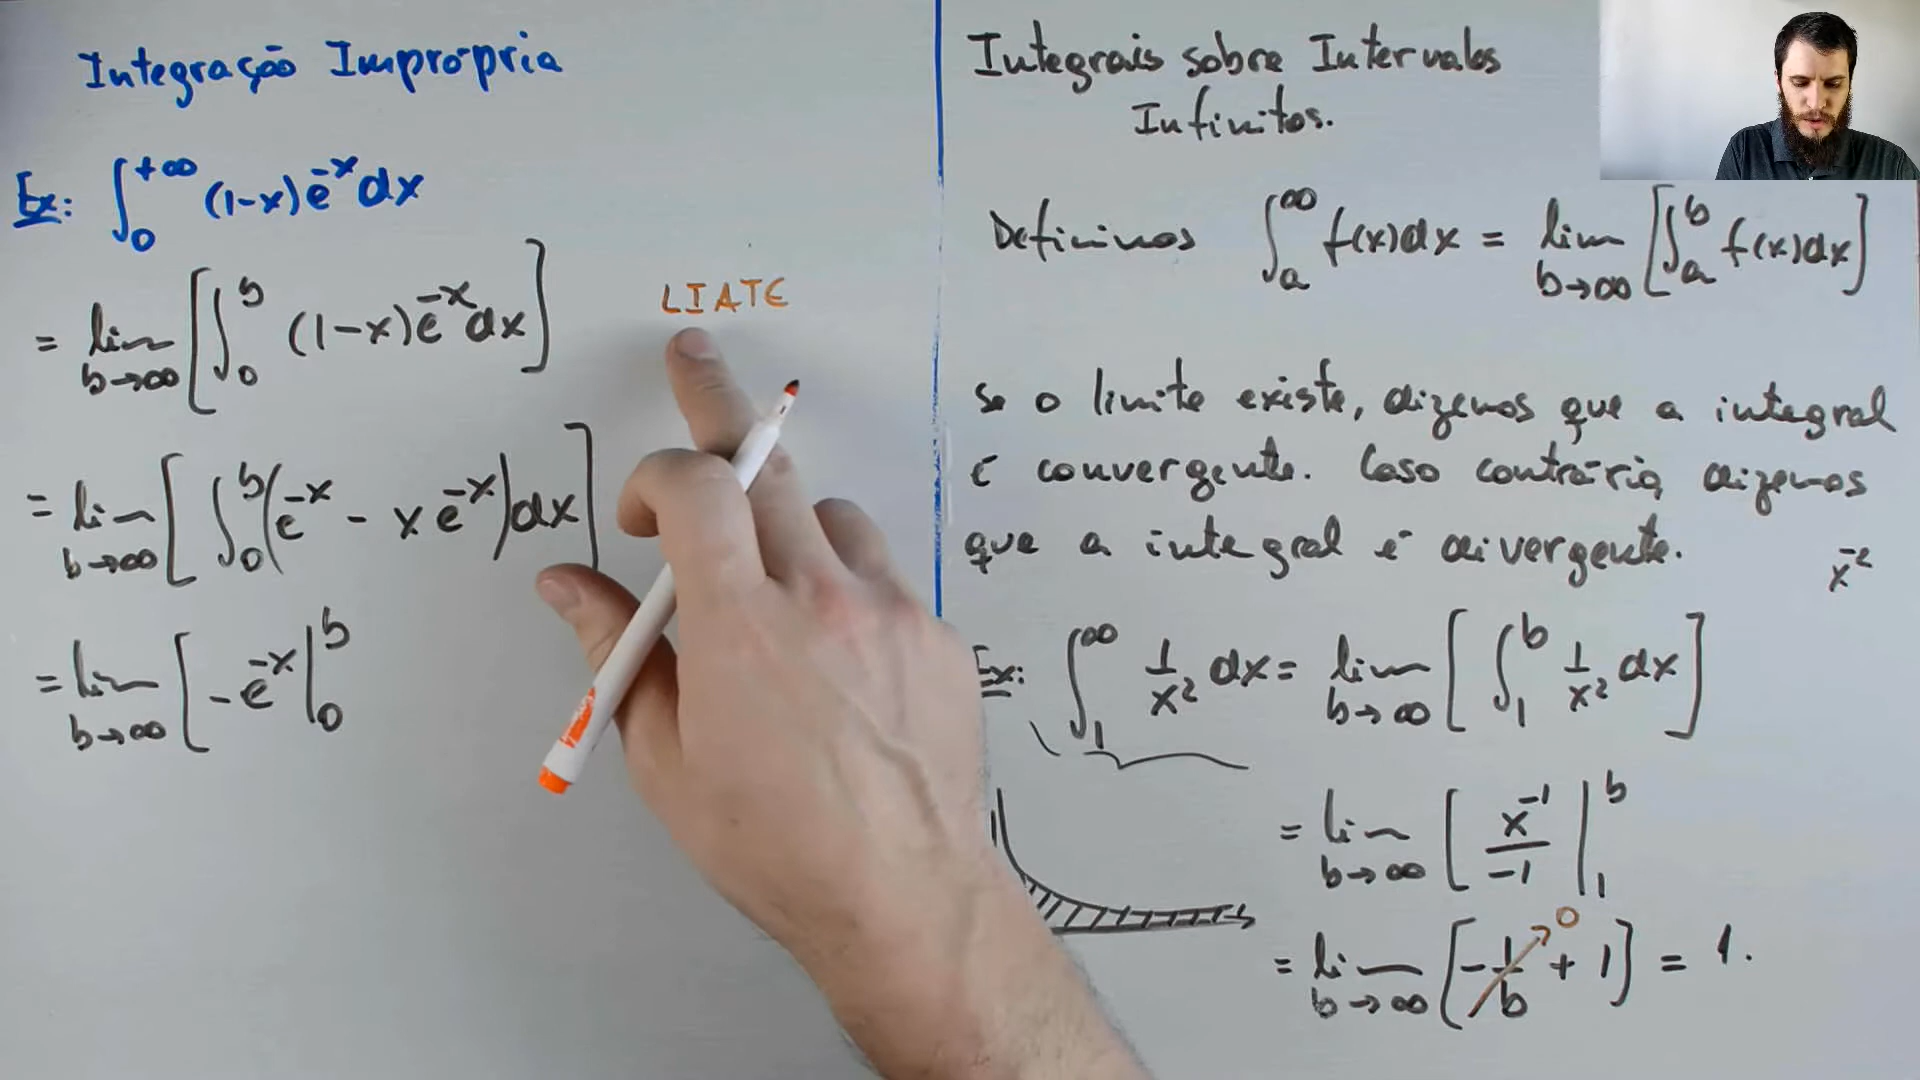 Integração Imprópria
Ex: ∫₀^{+∞} (1-x)e^{-x}dx
= lim_{b→∞} [∫₀^b (1-x)e^{-x}dx]
LIATE
= lim_{b→∞} [∫₀^b (e^{-x} - xe^{-x})dx]
= lim_{b→∞} [-e^{-x}|₀^b
Integrais sobre Intervalos
Infinitos.
Definimos ∫_a^∞ f(x)dx = lim_{b→∞} [∫_a^b f(x)dx]
Se o limite existe, dizemos que a integral
é convergente. Caso contrário, dizemos
que a integral é divergente.
x^{-2}
Ex: ∫₁^∞ 1/x² dx = lim_{b→∞} [∫₁^b 1/x² dx]
= lim_{b→∞} [x^{-1}/-1 |₁^b
= lim_{b→∞} [-1/b + 1] = 1.
0